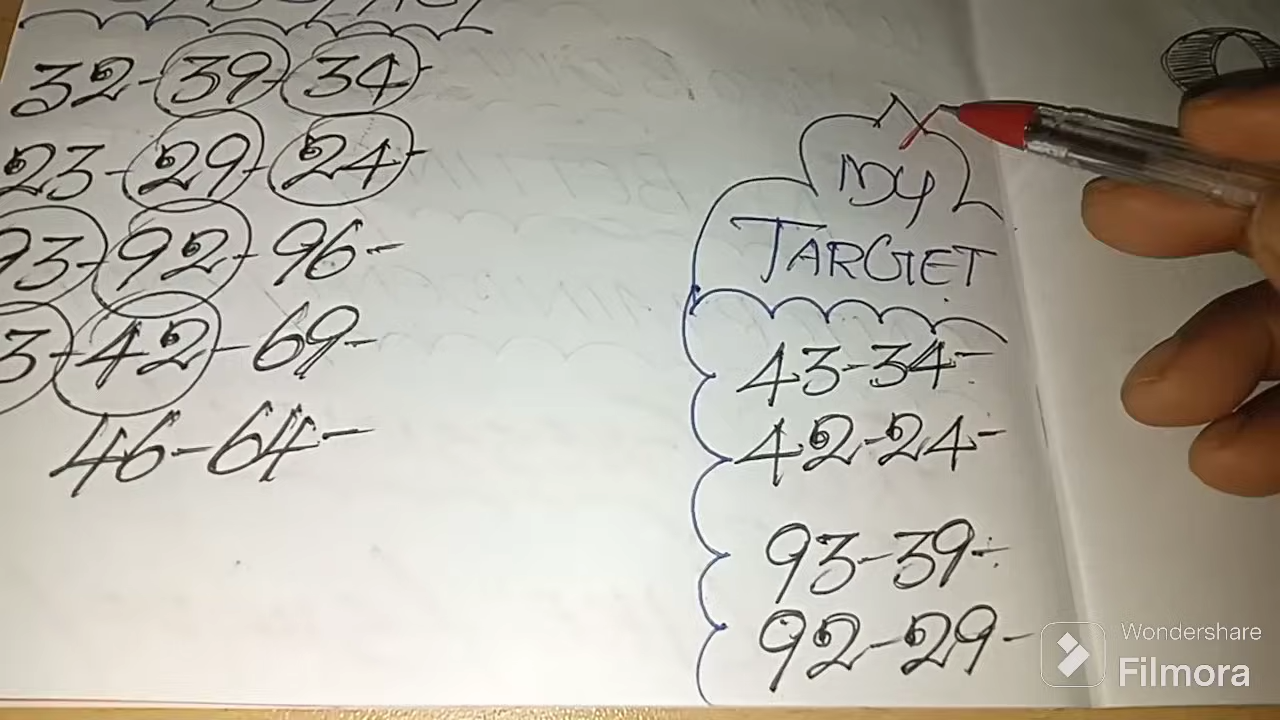 32-39-34-
23-29-24-
93-92-96-
3-42-69-
46-64-
My
TARGET
43-34-
42-24-
93-39-
92-29-
Wondershare
Filmora